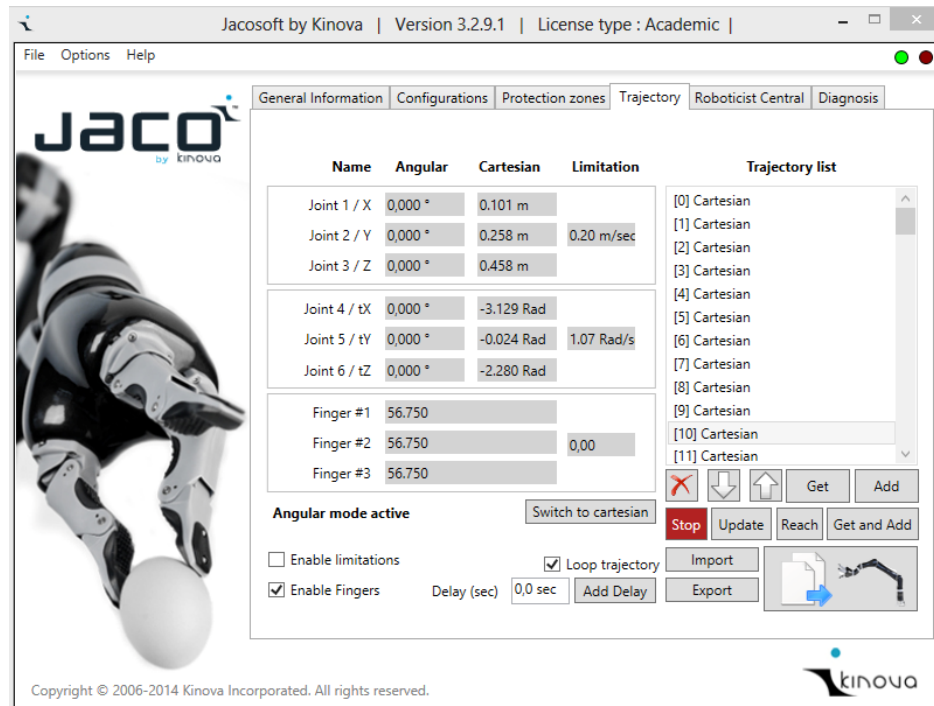 Jacosoft by Kinova | Version 3.2.9.1 | License type : Academic |
File Options Help
General Information Configurations Protection zones Trajectory Roboticist Central Diagnosis
Jaco
by kinova
Name Angular Cartesian Limitation Trajectory list
Joint 1 / X 0,000 ° 0.101 m
Joint 2 / Y 0,000 ° 0.258 m 0.20 m/sec
Joint 3 / Z 0,000 ° 0.458 m
Joint 4 / tX 0,000 ° -3.129 Rad
Joint 5 / tY 0,000 ° -0.024 Rad 1.07 Rad/s
Joint 6 / tZ 0,000 ° -2.280 Rad
Finger #1 56.750
Finger #2 56.750 0,00
Finger #3 56.750
[0] Cartesian
[1] Cartesian
[2] Cartesian
[3] Cartesian
[4] Cartesian
[5] Cartesian
[6] Cartesian
[7] Cartesian
[8] Cartesian
[9] Cartesian
[10] Cartesian
[11] Cartesian
Get Add
Angular mode active Switch to cartesian
Stop Update Reach Get and Add
Enable limitations Loop trajectory Import
Enable Fingers Delay (sec) 0,0 sec Add Delay Export
kinova
Copyright © 2006-2014 Kinova Incorporated. All rights reserved.